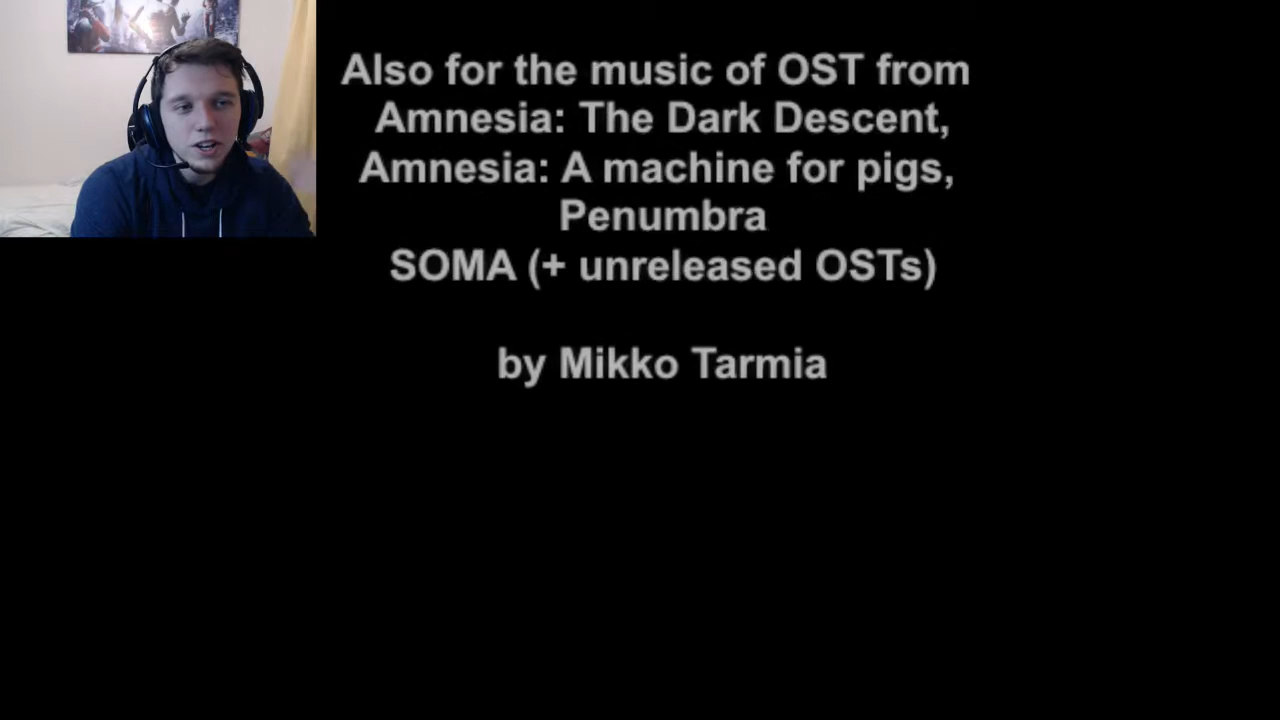 Also for the music of OST from
Amnesia: The Dark Descent,
Amnesia: A machine for pigs,
Penumbra
SOMA (+ unreleased OSTs)
by Mikko Tarmia